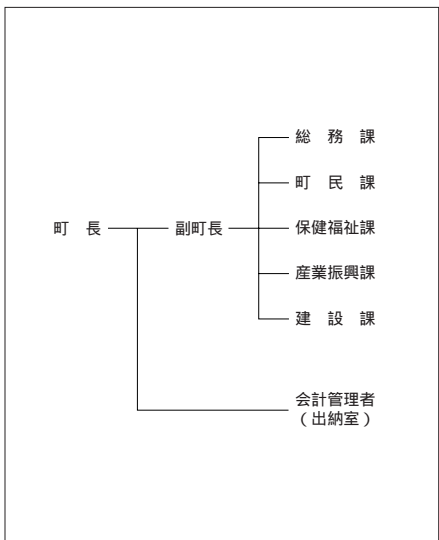 総務課
町民課
町長
副町長
保健福祉課
産業振興課
建設課
会計管理者
（出納室）